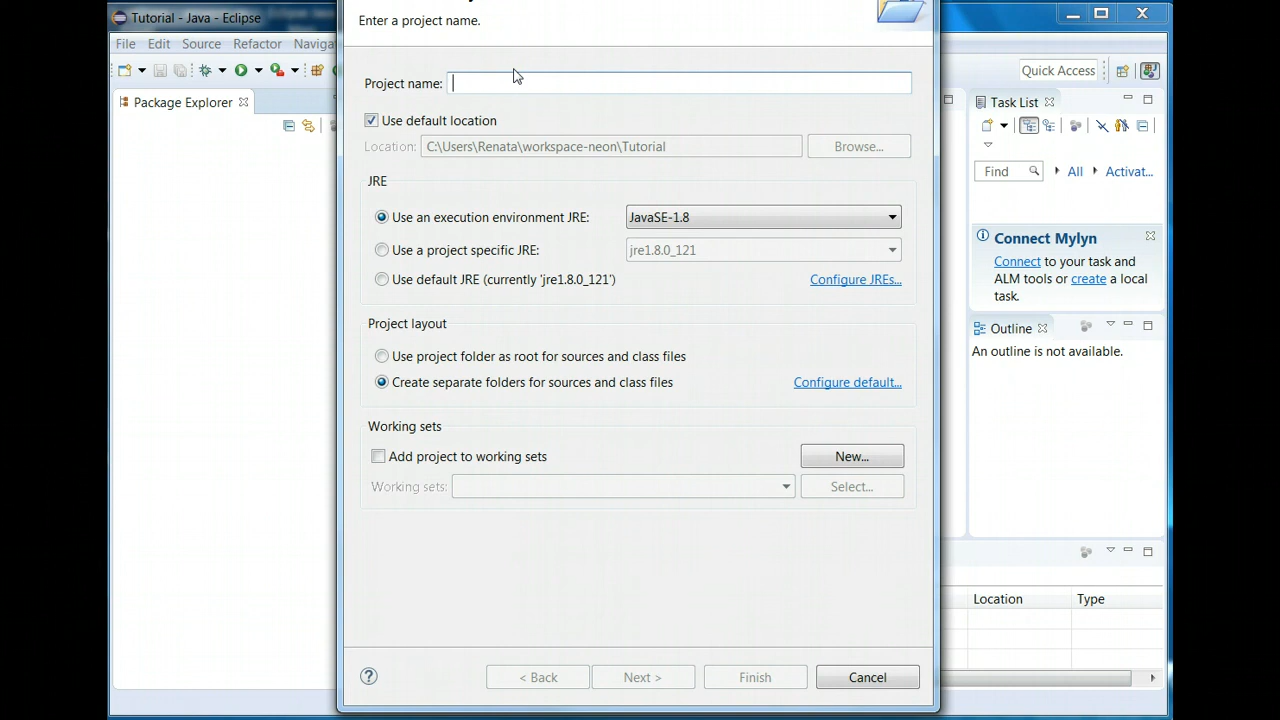 Tutorial - Java - Eclipse
Enter a project name.
File Edit Source Refactor Naviga
Project name:
Quick Access
Package Explorer
Task List
Use default location
Location: C:\Users\Renata\workspace-neon\Tutorial Browse...
Find All Activat...
JRE
Use an execution environment JRE: JavaSE-1.8
Use a project specific JRE: jre1.8.0_121
Use default JRE (currently 'jre1.8.0_121') Configure JREs...
Connect Mylyn
Connect to your task and
ALM tools or create a local
task.
Project layout
Use project folder as root for sources and class files
Create separate folders for sources and class files Configure default...
Outline
An outline is not available.
Working sets
Add project to working sets New...
Working sets: Select...
Location Type
? < Back Next > Finish Cancel